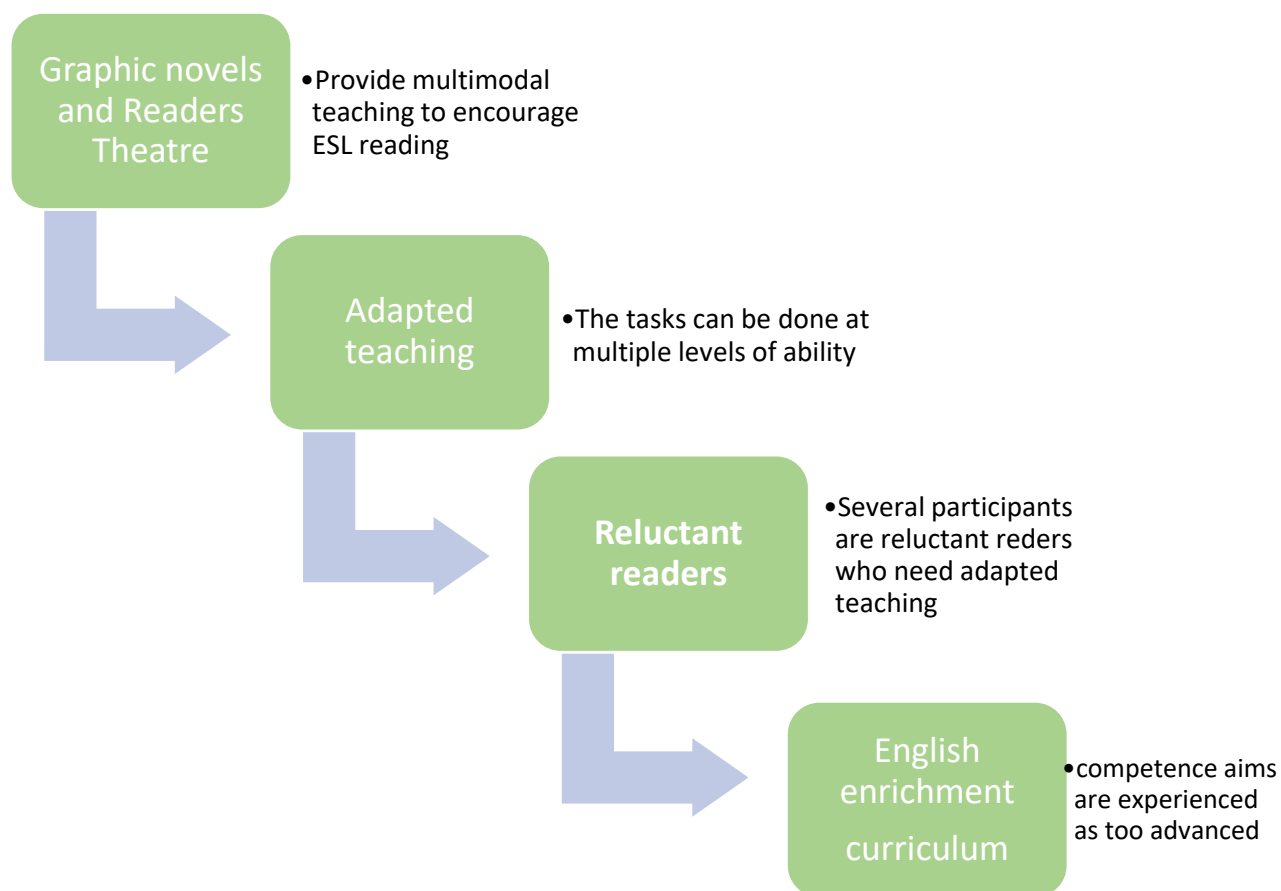 Graphic novels
and Readers
Theatre
•Provide multimodal
teaching to encourage
ESL reading
Adapted
teaching
•The tasks can be done at
multiple levels of ability
Reluctant
readers
•Several participants
are reluctant reders
who need adapted
teaching
English
enrichment
curriculum
•competence aims
are experienced
as too advanced